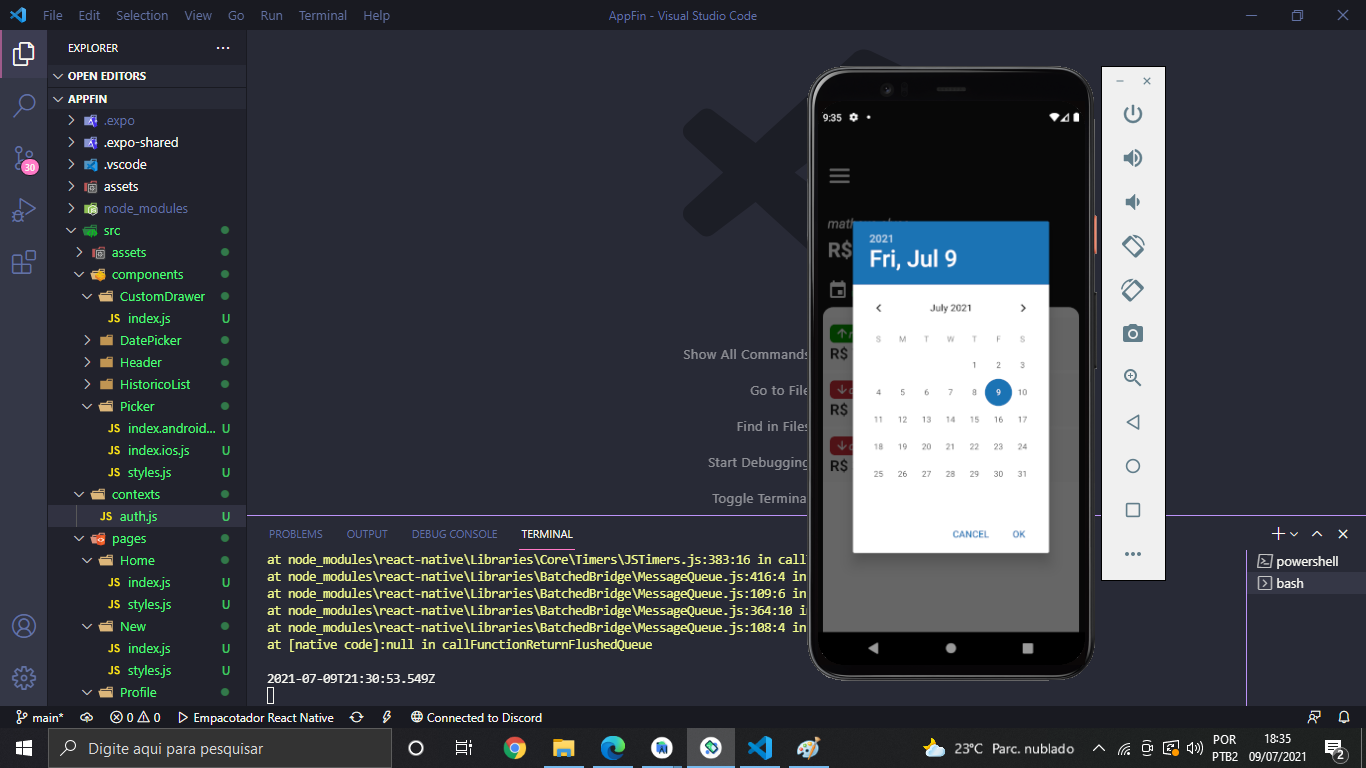 File Edit Selection View Go Run Terminal Help
AppFin - Visual Studio Code
EXPLORER
OPEN EDITORS
APPFIN
.expo
.expo-shared
.vscode
assets
node_modules
src
assets
components
CustomDrawer
JS index.js U
DatePicker
Header
HistoricoList
Picker
JS index.android... U
JS index.ios.js U
JS styles.js U
contexts
JS auth.js U
pages
Home
JS index.js U
JS styles.js U
New
JS index.js U
JS styles.js U
Profile
30
Show All Commands
Go to File
Find in Files
Start Debugging
Toggle Termina
PROBLEMS OUTPUT DEBUG CONSOLE TERMINAL
at node_modules\react-native\Libraries\Core\Timers\JSTimers.js:383:16 in call
at node_modules\react-native\Libraries\BatchedBridge\MessageQueue.js:416:4 in
at node_modules\react-native\Libraries\BatchedBridge\MessageQueue.js:109:6 in
at node_modules\react-native\Libraries\BatchedBridge\MessageQueue.js:364:10 in
at node_modules\react-native\Libraries\BatchedBridge\MessageQueue.js:108:4 in
at [native code]:null in callFunctionReturnFlushedQueue
2021-07-09T21:30:53.549Z
powershell
bash
9:35
R$
2021
Fri, Jul 9
July 2021
S M T W T F S
1 2 3
4 5 6 7 8 9 10
11 12 13 14 15 16 17
18 19 20 21 22 23 24
25 26 27 28 29 30 31
CANCEL OK
R$
R$
R$
main* 0 0 Empacotador React Native Connected to Discord
Digite aqui para pesquisar
23°C Parc. nublado
POR
PTB2
18:35
09/07/2021
2